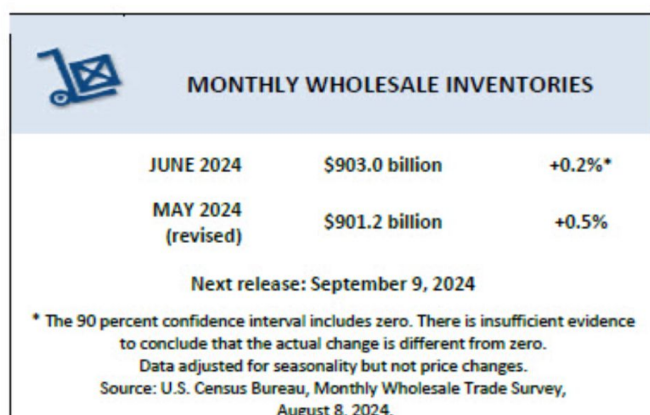 MONTHLY WHOLESALE INVENTORIES
JUNE 2024 $903.0 billion +0.2%*
MAY 2024
(revised) $901.2 billion +0.5%
Next release: September 9, 2024
* The 90 percent confidence interval includes zero. There is insufficient evidence
to conclude that the actual change is different from zero.
Data adjusted for seasonality but not price changes.
Source: U.S. Census Bureau, Monthly Wholesale Trade Survey,
August 8, 2024.